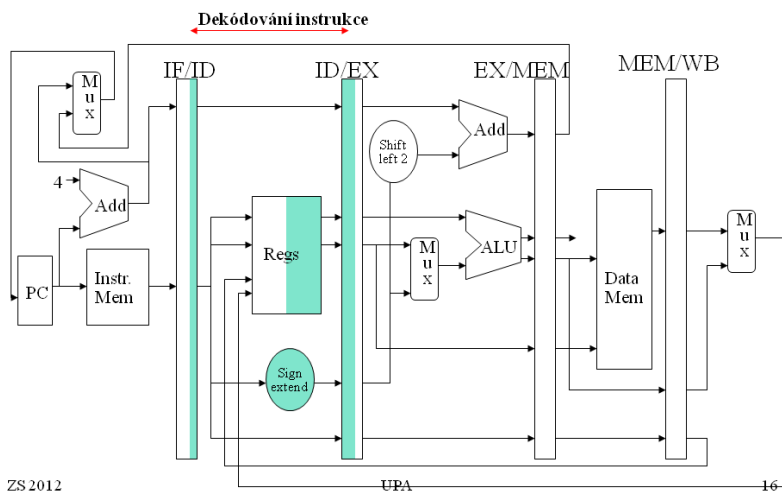 Dekódování instrukce
IF/ID
ID/EX
EX/MEM
MEM/WB
M
u
x
4
Add
Shift
left 2
Add
PC
Instr.
Mem
Regs
M
u
x
ALU
Data
Mem
M
u
x
Sign
extend
ZS 2012
UPA
16